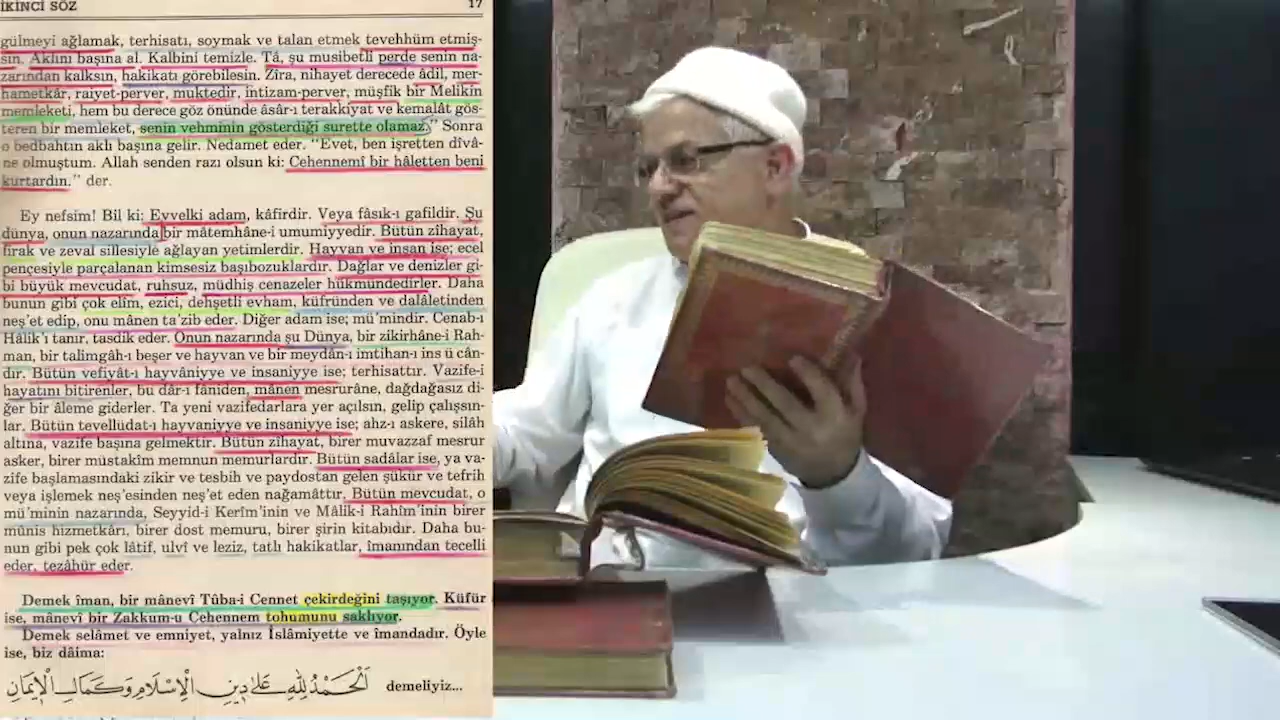 İKİNCİ SÖZ 17
gülmeyi ağlamak, terhisatı, soymak ve talan etmek tevehhüm etmiş-
sin. Aklını başına al. Kalbini temizle. Tâ, şu musibetli perde senin na-
zarından kalksın, hakikatı görebilesin. Zîra, nihayet derecede âdil, mer-
hametkâr, raiyet-perver, muktedir, intizam-perver, müşfik bir Melikin
memleketi, hem bu derece göz önünde âsâr-ı terakkiyat ve kemalât gös-
teren bir memleket, senin vehminin gösterdiği surette olamaz." Sonra
o bedbahtın aklı başına gelir. Nedamet eder. "Evet, ben işretten dîvâ-
ne olmuştum. Allah senden razı olsun ki: Cehennemî bir hâletten beni
kurtardın." der.
Ey nefsim! Bil ki: Evvelki adam, kâfirdir. Veya fâsık-ı gafildir. Şu
dünya, onun nazarında bir mâtemhâne-i umumiyyedir. Bütün zîhayat,
firak ve zeval sillesiyle ağlayan yetimlerdir. Hayvan ve insan ise; ecel
pençesiyle parçalanan kimsesiz başıbozuklardır. Dağlar ve denizler gi-
bi büyük mevcudat, ruhsuz, müdhiş cenazeler hükmündedirler. Daha
bunun gibi çok elîm, ezici, dehşetli evham, küfründen ve dalâletinden
neş'et edip, onu mânen ta'zib eder. Diğer adam ise; mü'mindir. Cenab-ı
Hâlik'ı tanır, tasdik eder. Onun nazarında şu Dünya, bir zikirhâne-i Rah-
man, bir talimgâh-ı beşer ve hayvan ve bir meydân-ı imtihan-ı ins ü cân-
dır. Bütün vefiyât-ı hayvâniyye ve insaniyye ise; terhisattır. Vazife-i
hayatını bitirenler, bu dâr-ı fâniden, mânen mesrurâne, dağdağasız di-
ğer bir âleme giderler. Ta yeni vazifedarlara yer açılsın, gelip çalışsın-
lar. Bütün tevellüdat-ı hayvaniyye ve insaniyye ise; ahz-ı askere, silâh
altına, vazife başına gelmektir. Bütün zîhayat, birer muvazzaf mesrur
asker, birer müstakîm memnun memurlardır. Bütün sadâlar ise, ya va-
zife başlamasındaki zikir ve tesbih ve paydostan gelen şükür ve tefrih
veya işlemek neş'esinden neş'et eden nağamâttır. Bütün mevcudat, o
mü'minin nazarında, Seyyid-i Kerîm'inin ve Mâlik-i Rahîm'inin birer
mûnis hizmetkârı, birer dost memuru, birer şirin kitabıdır. Daha bu-
nun gibi pek çok lâtif, ulvî ve leziz, tatlı hakikatlar, îmanından tecelli
eder, tezâhür eder.
Demek îman, bir mânevî Tûba-i Cennet çekirdeğini taşıyor. Küfür
ise, mânevî bir Zakkum-u Cehennem tohumunu saklıyor.
Demek selâmet ve emniyet, yalnız İslâmiyette ve îmandadır. Öyle
ise, biz dâima:
اَلْحَمْدُ لِلّٰهِ عَلٰى دِينِ الْاِسْلَامِ وَكَمَالِ الْاِيمَانِ demeliyiz...